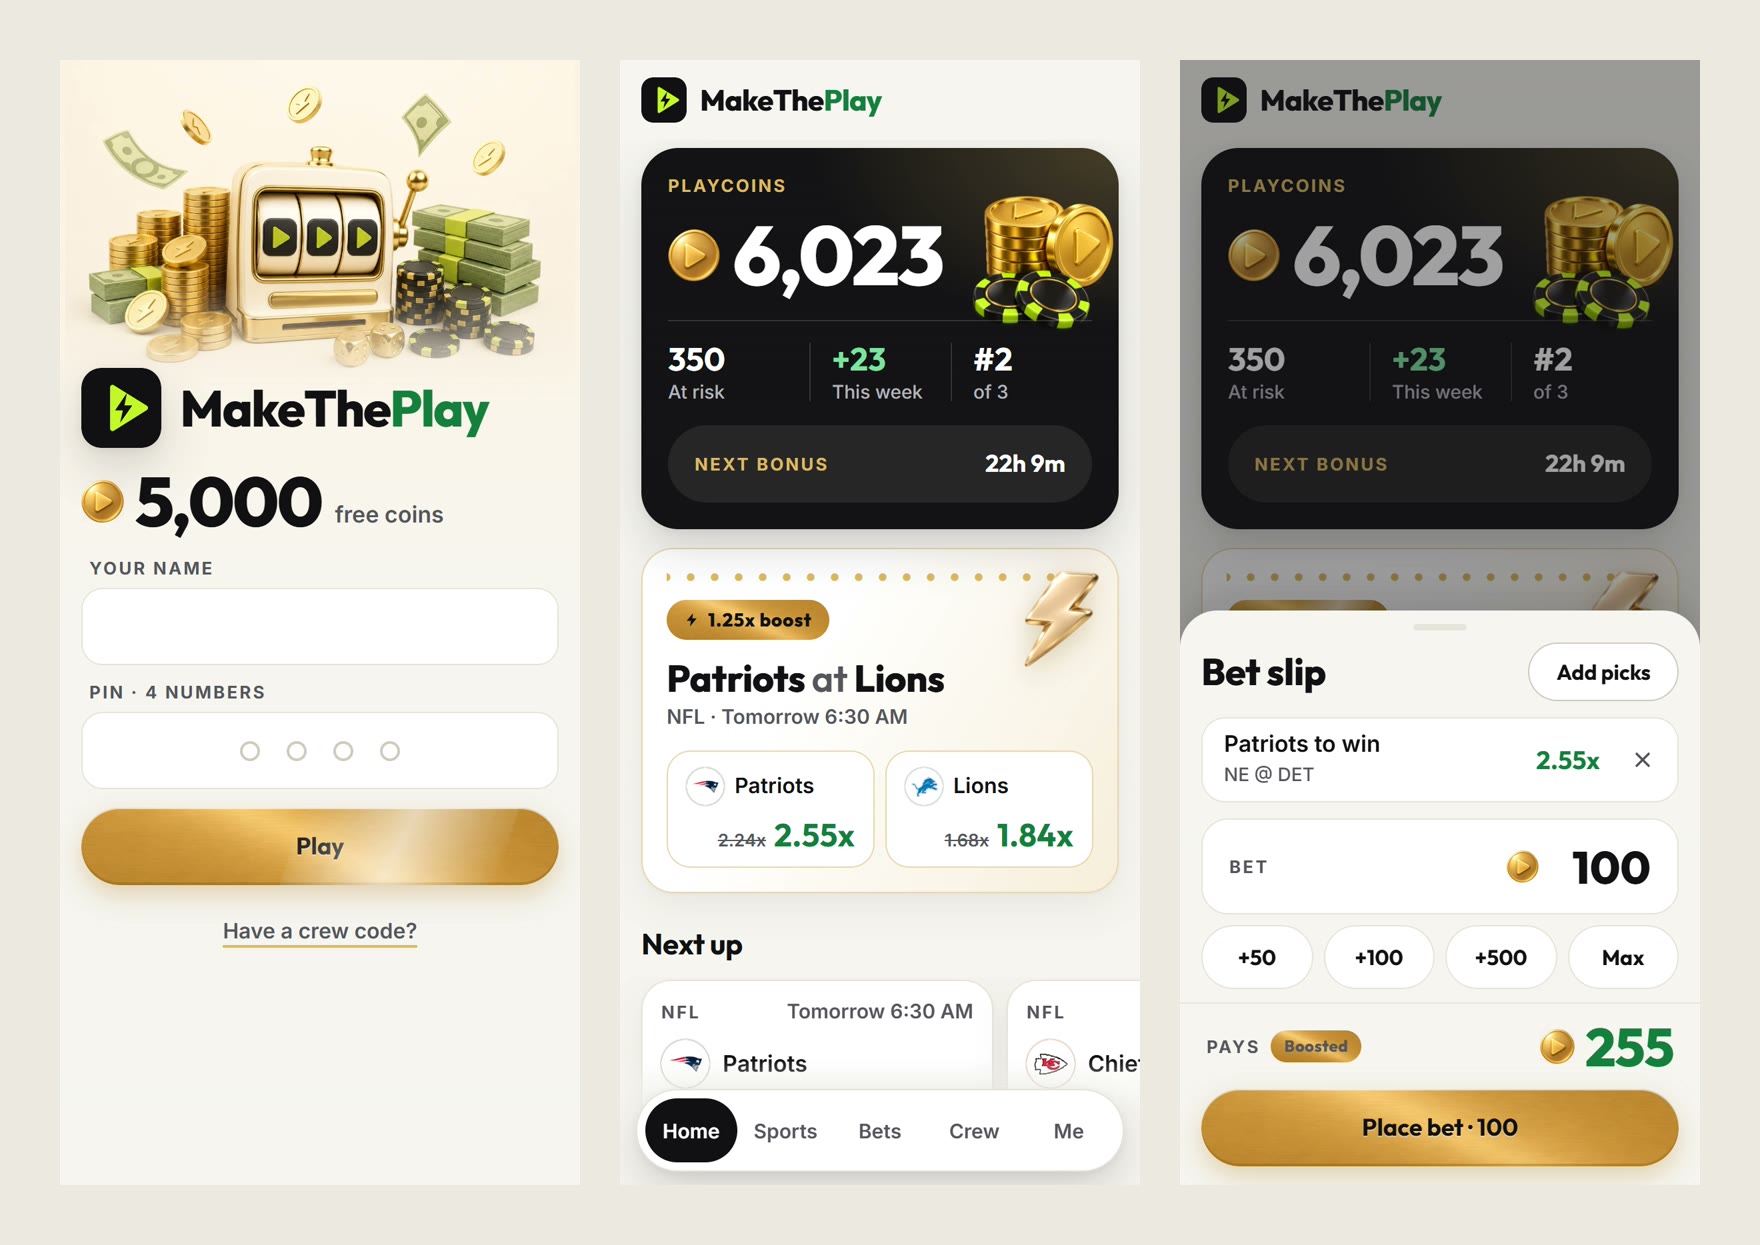 MakeThePlay
5,000 free coins
YOUR NAME
PIN · 4 NUMBERS
Play
Have a crew code?
MakeThePlay
PLAYCOINS
6,023
350 +23 #2
At risk This week of 3
NEXT BONUS 22h 9m
1.25x boost
Patriots at Lions
NFL · Tomorrow 6:30 AM
Patriots Lions
2.24x 2.55x 1.68x 1.84x
Next up
NFL Tomorrow 6:30 AM NFL
Patriots Chief
Home Sports Bets Crew Me
MakeThePlay
PLAYCOINS
6,023
350 +23 #2
At risk This week of 3
NEXT BONUS 22h 9m
Bet slip Add picks
Patriots to win
NE @ DET
2.55x
BET 100
+50 +100 +500 Max
PAYS Boosted 255
Place bet · 100